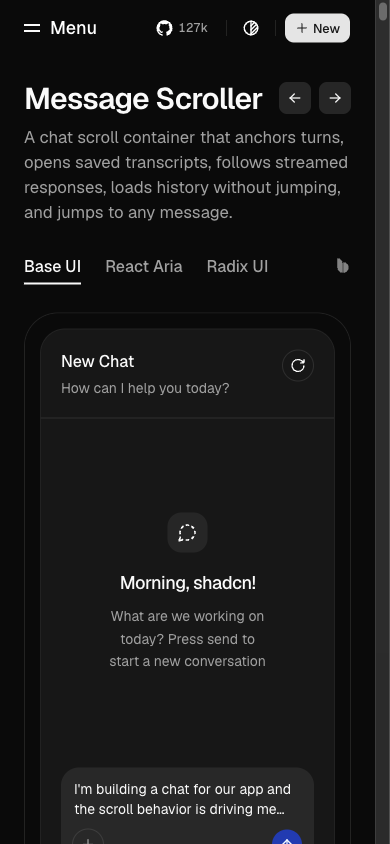 Menu
127k
New
Message Scroller
A chat scroll container that anchors turns,
opens saved transcripts, follows streamed
responses, loads history without jumping,
and jumps to any message.
Base UI
React Aria
Radix UI
New Chat
How can I help you today?
Morning, shadcn!
What are we working on
today? Press send to
start a new conversation
I'm building a chat for our app and
the scroll behavior is driving me…